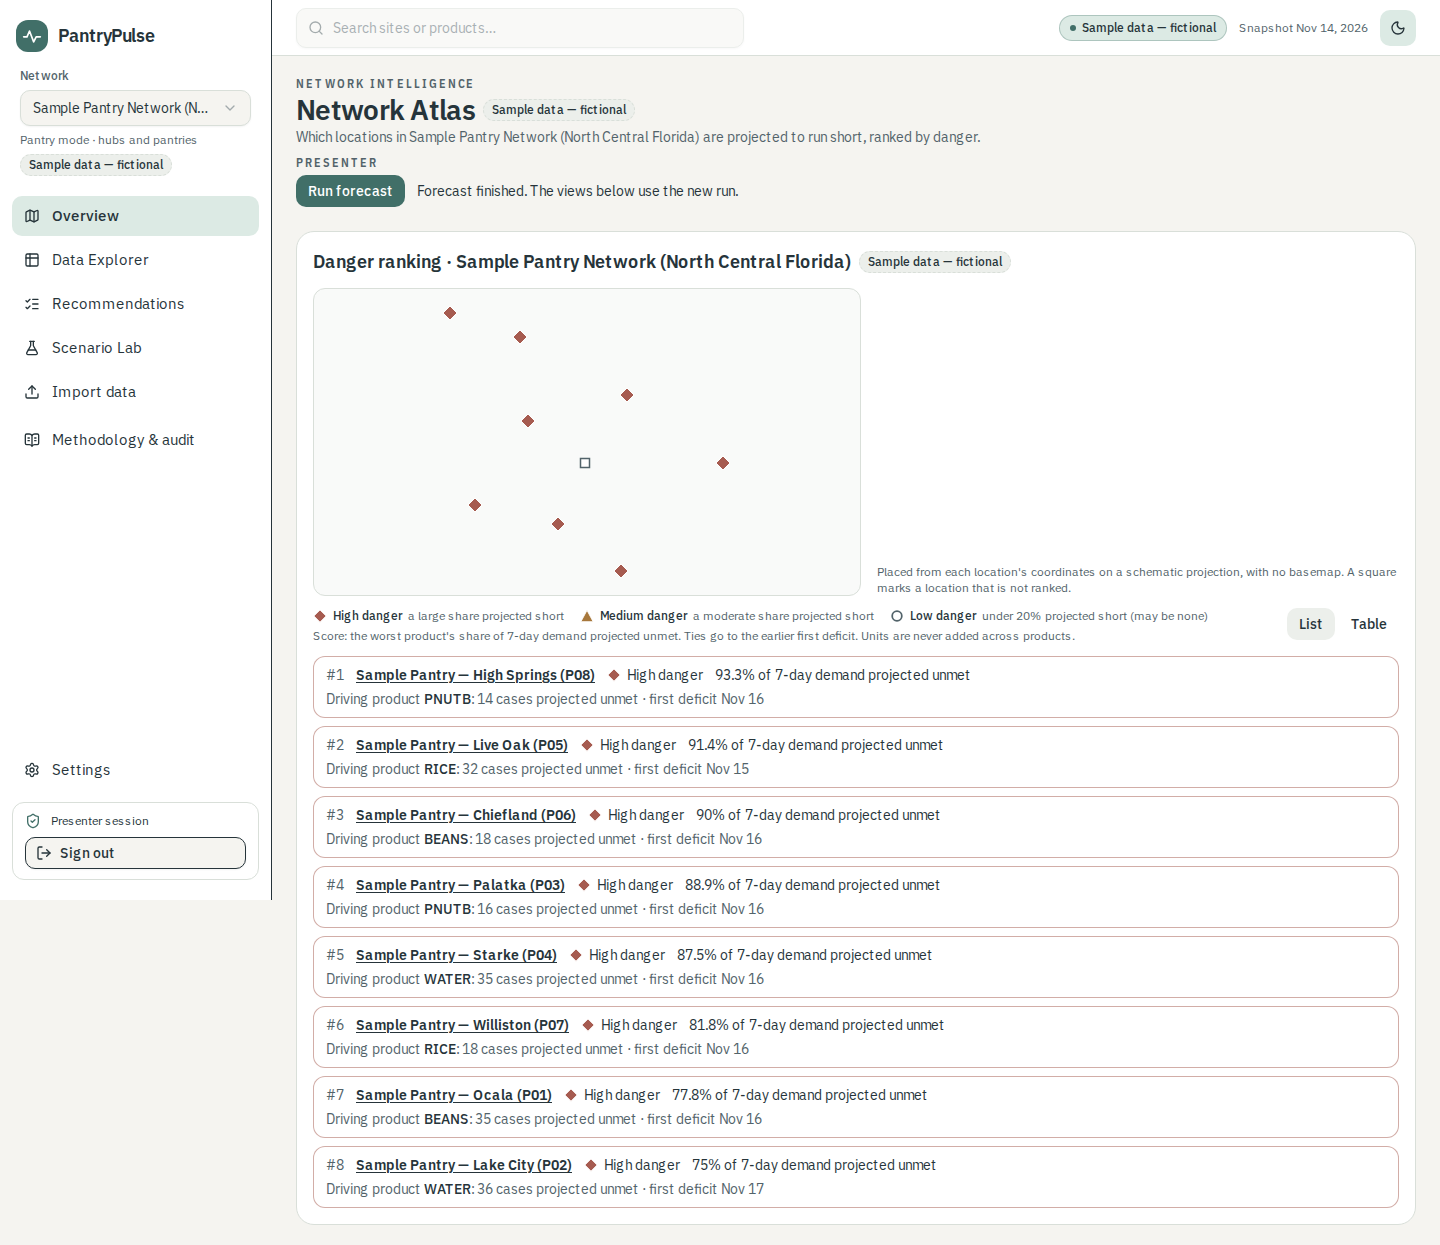 PantryPulse
Network
Sample Pantry Network (N...
Pantry mode · hubs and pantries
Sample data — fictional
Overview
Data Explorer
Recommendations
Scenario Lab
Import data
Methodology & audit
Settings
Presenter session
Sign out
Search sites or products...
Sample data — fictional
Snapshot Nov 14, 2026
NETWORK INTELLIGENCE
Network Atlas Sample data — fictional
Which locations in Sample Pantry Network (North Central Florida) are projected to run short, ranked by danger.
PRESENTER
Run forecast Forecast finished. The views below use the new run.
Danger ranking · Sample Pantry Network (North Central Florida) Sample data — fictional
Placed from each location's coordinates on a schematic projection, with no basemap. A square
marks a location that is not ranked.
High danger a large share projected short Medium danger a moderate share projected short Low danger under 20% projected short (may be none)
Score: the worst product's share of 7-day demand projected unmet. Ties go to the earlier first deficit. Units are never added across products.
List Table
#1 Sample Pantry — High Springs (P08) High danger 93.3% of 7-day demand projected unmet
Driving product PNUTB: 14 cases projected unmet · first deficit Nov 16
#2 Sample Pantry — Live Oak (P05) High danger 91.4% of 7-day demand projected unmet
Driving product RICE: 32 cases projected unmet · first deficit Nov 15
#3 Sample Pantry — Chiefland (P06) High danger 90% of 7-day demand projected unmet
Driving product BEANS: 18 cases projected unmet · first deficit Nov 16
#4 Sample Pantry — Palatka (P03) High danger 88.9% of 7-day demand projected unmet
Driving product PNUTB: 16 cases projected unmet · first deficit Nov 16
#5 Sample Pantry — Starke (P04) High danger 87.5% of 7-day demand projected unmet
Driving product WATER: 35 cases projected unmet · first deficit Nov 16
#6 Sample Pantry — Williston (P07) High danger 81.8% of 7-day demand projected unmet
Driving product RICE: 18 cases projected unmet · first deficit Nov 16
#7 Sample Pantry — Ocala (P01) High danger 77.8% of 7-day demand projected unmet
Driving product BEANS: 35 cases projected unmet · first deficit Nov 16
#8 Sample Pantry — Lake City (P02) High danger 75% of 7-day demand projected unmet
Driving product WATER: 36 cases projected unmet · first deficit Nov 17